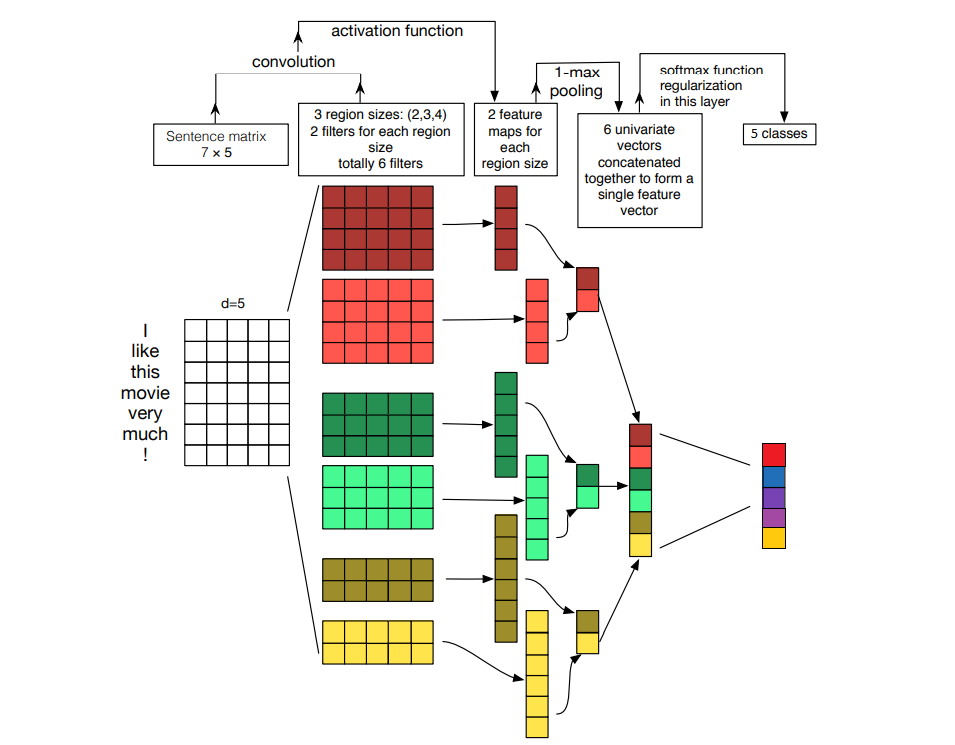 activation function
convolution
1-max
pooling
softmax function
regularization
in this layer
Sentence matrix
7 × 5
3 region sizes: (2,3,4)
2 filters for each region
size
totally 6 filters
2 feature
maps for
each
region size
6 univariate
vectors
concatenated
together to form a
single feature
vector
5 classes
d=5
I
like
this
movie
very
much
!